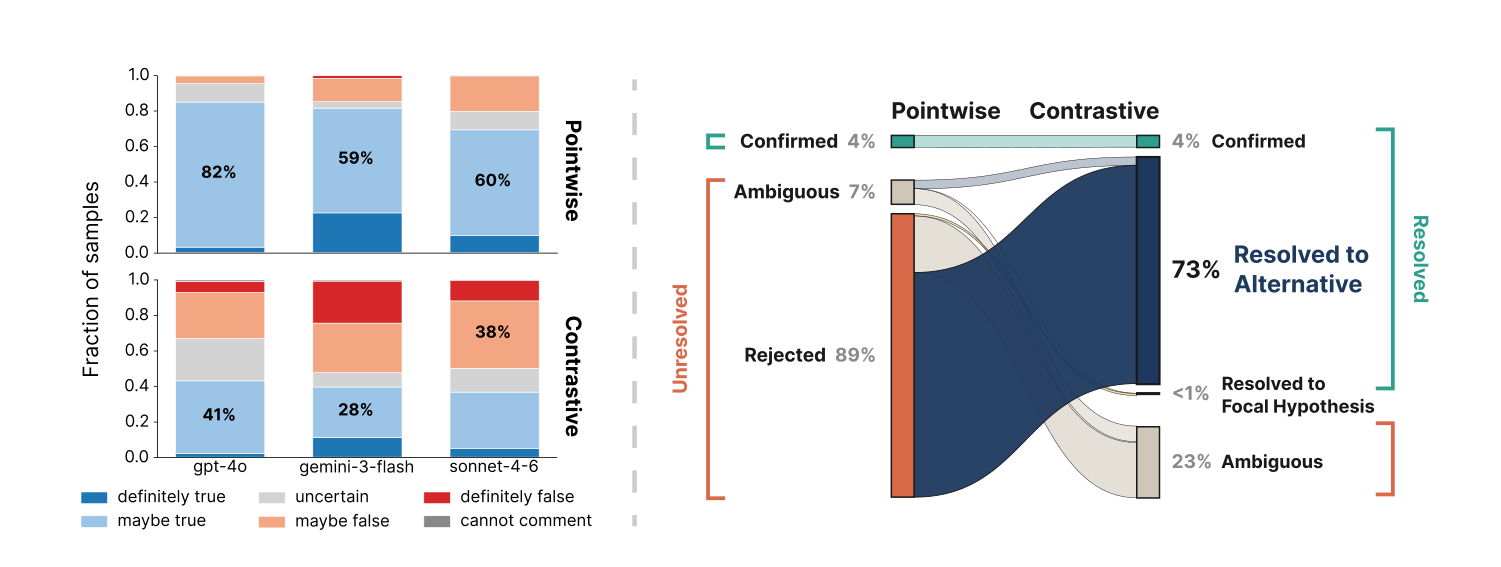 Fraction of samples
1.0
0.8
0.6
0.4
0.2
0.0
82%
59%
60%
Pointwise
1.0
0.8
0.6
0.4
0.2
0.0
41%
28%
38%
Contrastive
gpt-4o
gemini-3-flash
sonnet-4-6
definitely true
uncertain
definitely false
maybe true
maybe false
cannot comment
Pointwise Contrastive
Unresolved
Confirmed 4%
Ambiguous 7%
Rejected 89%
4% Confirmed
73% Resolved to
Alternative
<1% Resolved to
Focal Hypothesis
23% Ambiguous
Resolved